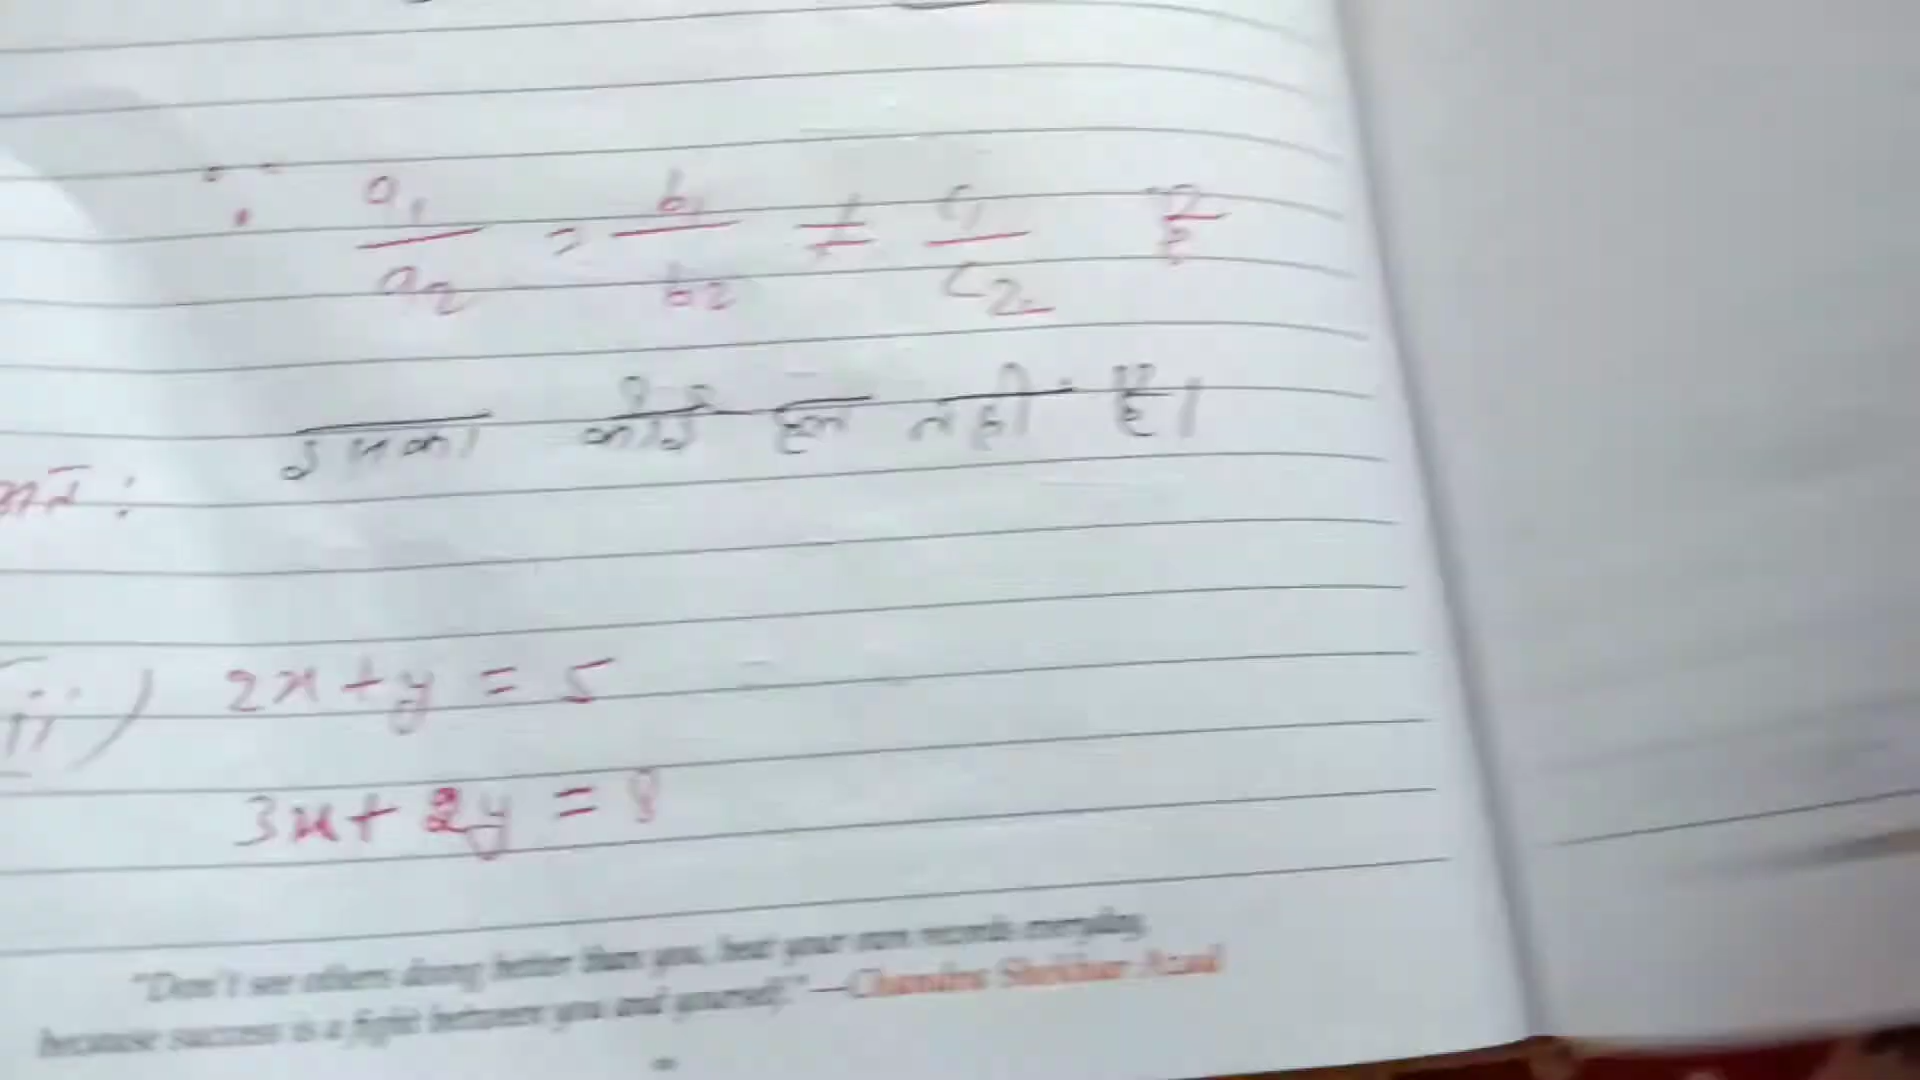 ∵ a₁/a₂ = b₁/b₂ ≠ c₁/c₂ है
इसका कोई हल नहीं है।
अतः
ii) 2x + y = 5
3x + 2y = 8
"Don't see others doing better than you, beat your own records everyday,
because success is a fight between you and yourself." —Chandra Shekhar Azad